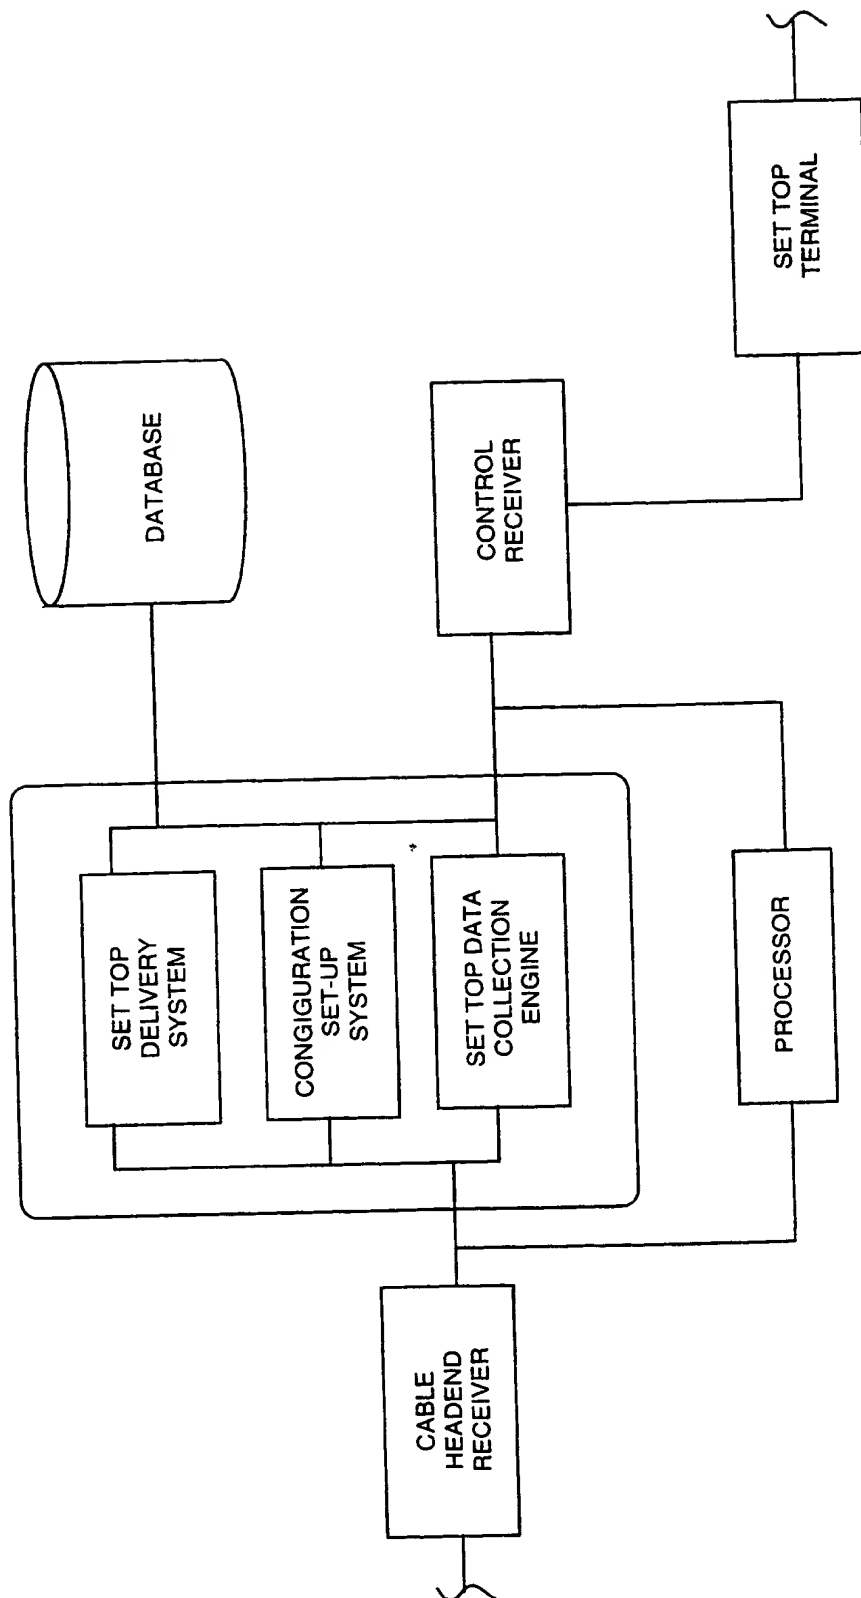 CABLE
HEADEND
RECEIVER
SET TOP
DELIVERY
SYSTEM
CONGIGURATION
SET-UP
SYSTEM
SET TOP DATA
COLLECTION
ENGINE
PROCESSOR
DATABASE
CONTROL
RECEIVER
SET TOP
TERMINAL